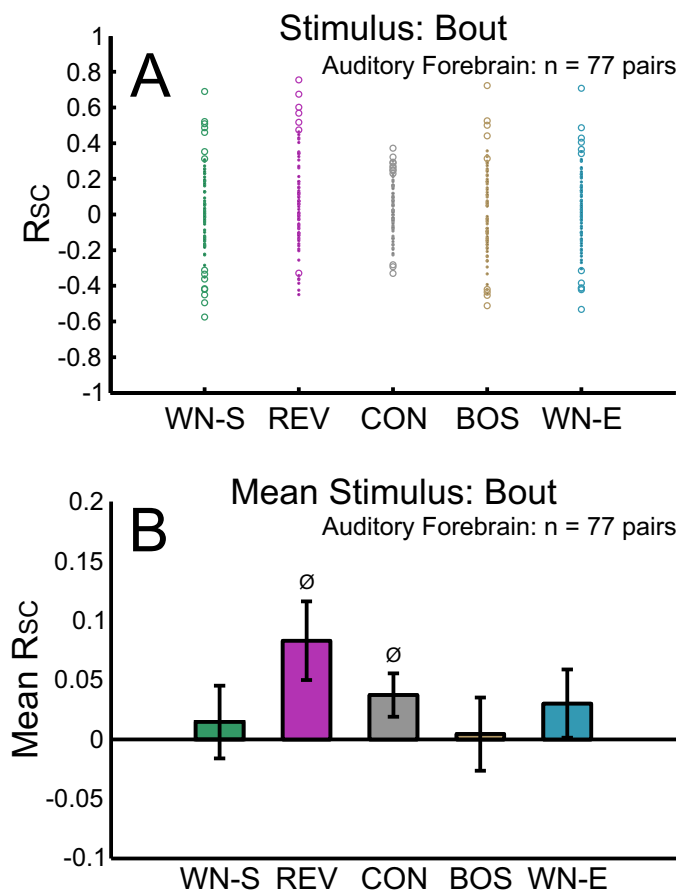 A
Stimulus: Bout
Auditory Forebrain: n = 77 pairs
Rsc
1
0.8
0.6
0.4
0.2
0
-0.2
-0.4
-0.6
-0.8
-1
WN-S REV CON BOS WN-E
B
Mean Stimulus: Bout
Auditory Forebrain: n = 77 pairs
Mean Rsc
0.2
0.15
0.1
0.05
0
-0.05
-0.1
Ø
Ø
WN-S REV CON BOS WN-E